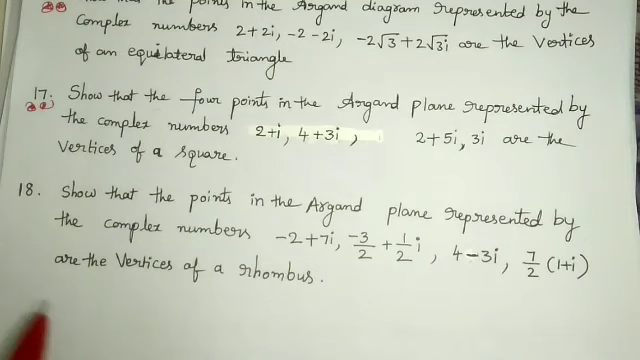 that the points in the Argand diagram represented by the
Complex numbers 2+2i, -2-2i, -2√3+2√3i are the vertices
of an equilateral triangle
17. Show that the four points in the Argand plane represented by
the complex numbers 2+i, 4+3i, 2+5i, 3i are the
vertices of a square.
18. Show that the points in the Argand plane represented by
the complex numbers -2+7i, -3/2 + 1/2 i, 4-3i, 7/2 (1+i)
are the vertices of a rhombus.